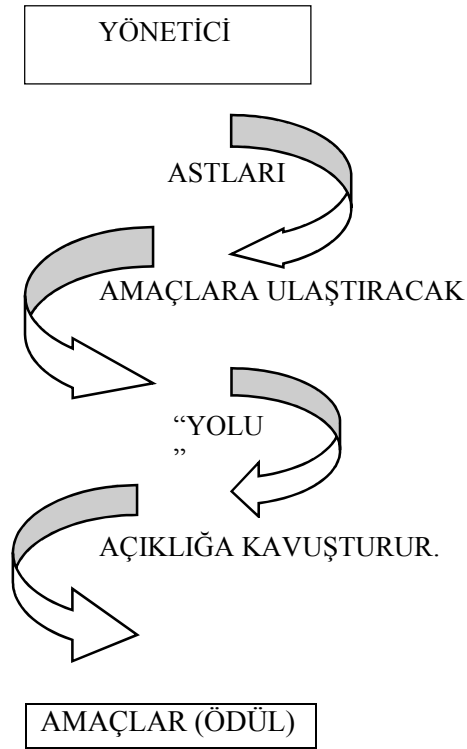 YÖNETİCİ
ASTLARI
AMAÇLARA ULAŞTIRACAK
“YOLU
”
AÇIKLIĞA KAVUŞTURUR.
AMAÇLAR (ÖDÜL)